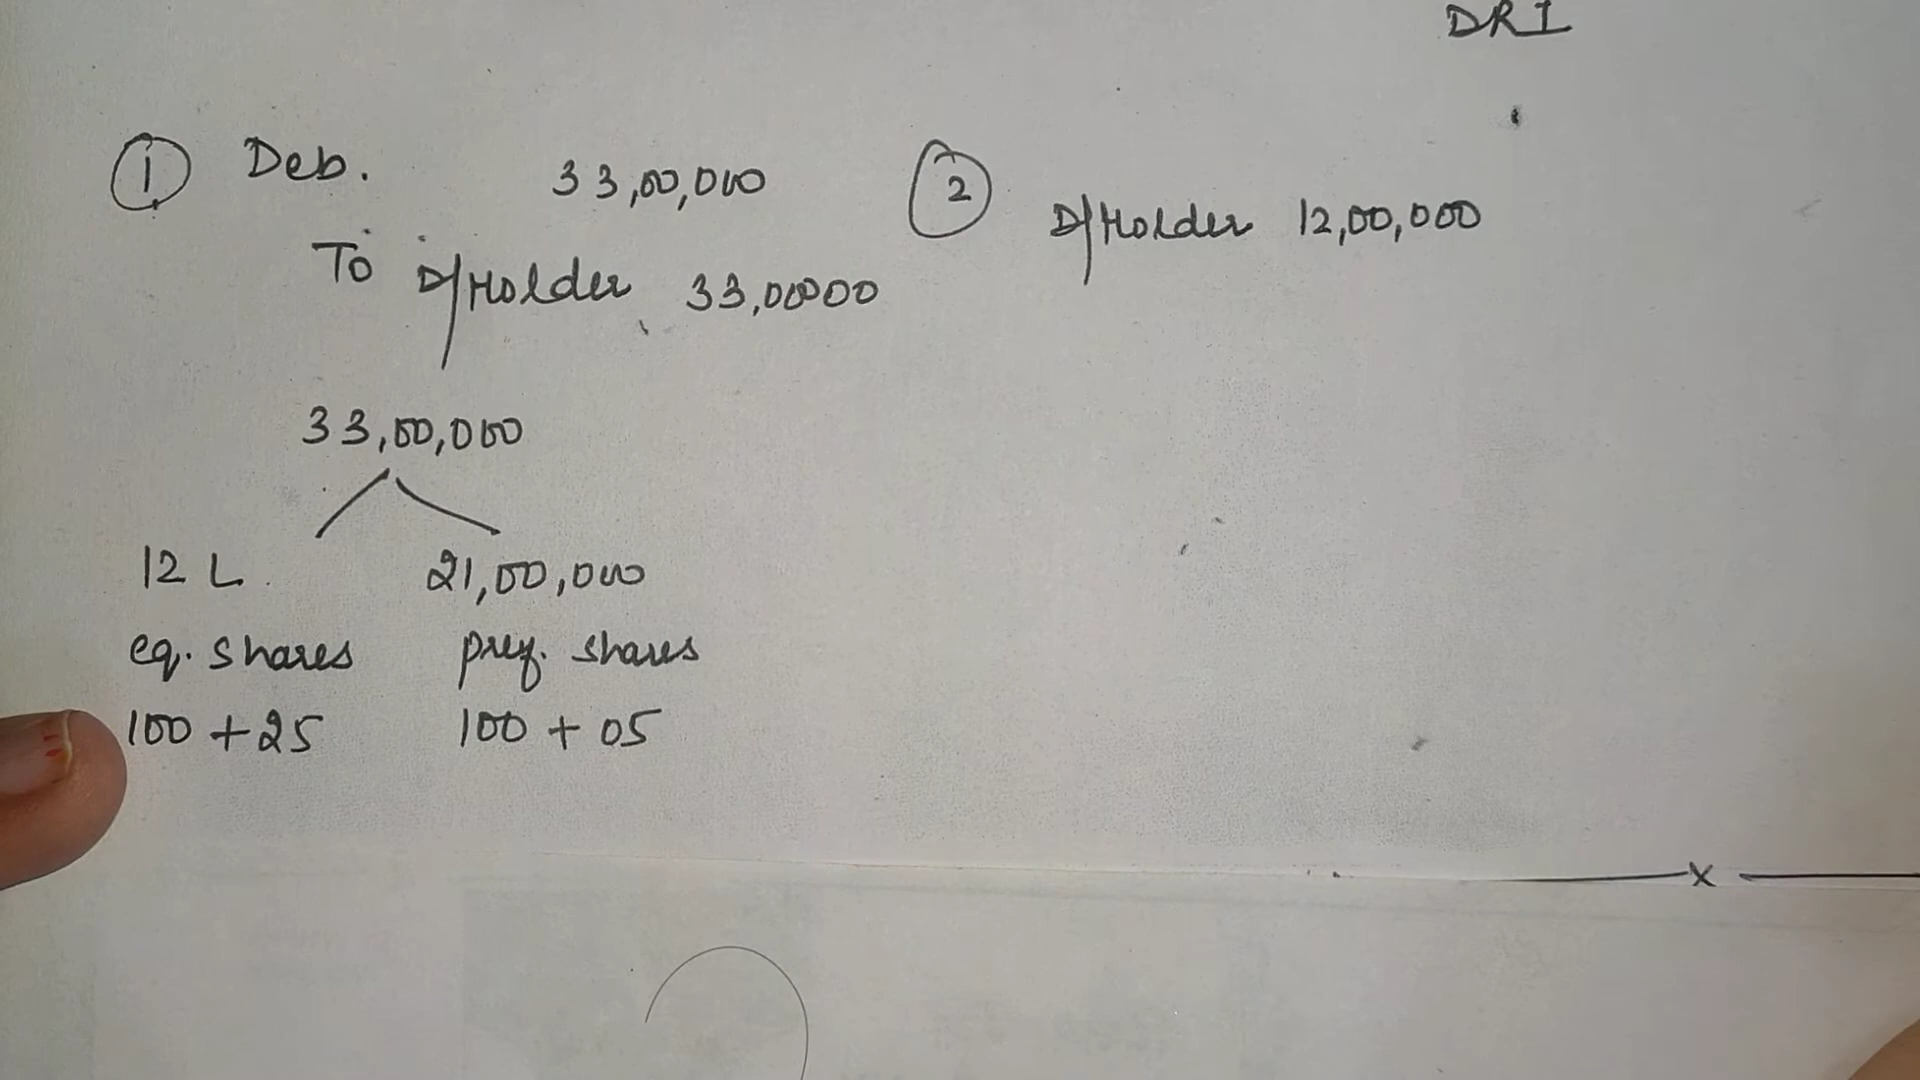 DRI
① Deb. 33,00,000
To D/Holder 33,00000
33,00,000
12 L 21,00,000
eq. shares pref. shares
100 + 25 100 + 05
② D/Holder 12,00,000
x